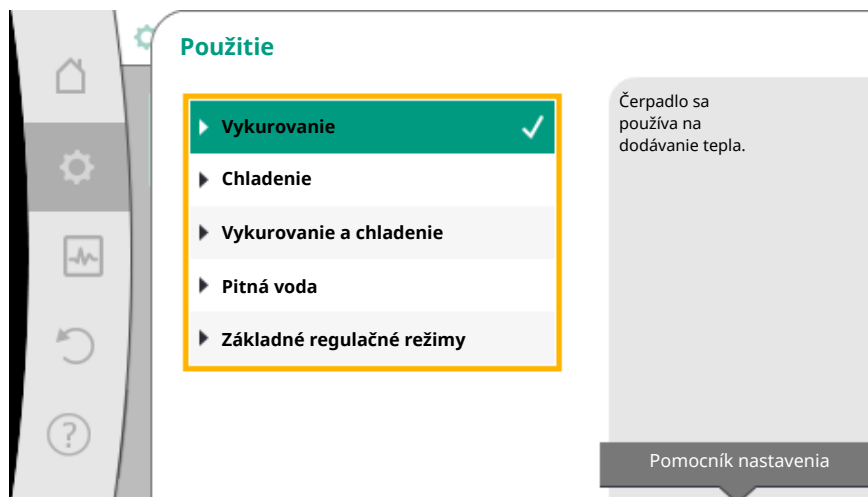 Použitie
Vykurovanie
Chladenie
Vykurovanie a chladenie
Pitná voda
Základné regulačné režimy
Čerpadlo sa
používa na
dodávanie tepla.
Pomocník nastavenia
?